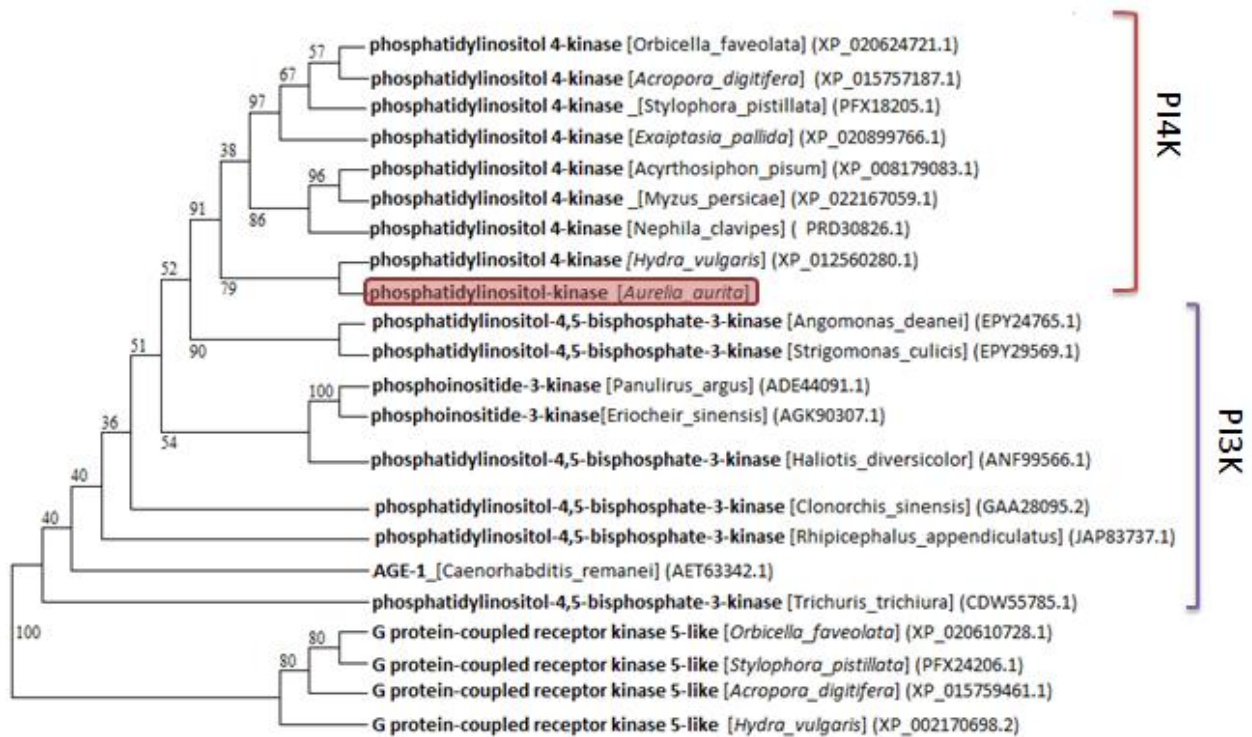 57
phosphatidylinositol 4-kinase [Orbicella_faveolata] (XP_020624721.1)
67
phosphatidylinositol 4-kinase [Acropora_digitifera] (XP_015757187.1)
97
phosphatidylinositol 4-kinase _[Stylophora_pistillata] (PFX18205.1)
38
phosphatidylinositol 4-kinase [Exaiptasia_pallida] (XP_020899766.1)
PI4K
96
phosphatidylinositol 4-kinase [Acyrthosiphon_pisum] (XP_008179083.1)
91
86
phosphatidylinositol 4-kinase _[Myzus_persicae] (XP_022167059.1)
phosphatidylinositol 4-kinase [Nephila_clavipes] ( PRD30826.1)
52
79
phosphatidylinositol 4-kinase [Hydra_vulgaris] (XP_012560280.1)
phosphatidylinositol-kinase [Aurelia_aurita]
51
90
phosphatidylinositol-4,5-bisphosphate-3-kinase [Angomonas_deanei] (EPY24765.1)
phosphatidylinositol-4,5-bisphosphate-3-kinase [Strigomonas_culicis] (EPY29569.1)
100
phosphoinositide-3-kinase [Panulirus_argus] (ADE44091.1)
36
54
phosphoinositide-3-kinase[Eriocheir_sinensis] (AGK90307.1)
PI3K
phosphatidylinositol-4,5-bisphosphate-3-kinase [Haliotis_diversicolor] (ANF99566.1)
40
phosphatidylinositol-4,5-bisphosphate-3-kinase [Clonorchis_sinensis] (GAA28095.2)
40
phosphatidylinositol-4,5-bisphosphate-3-kinase [Rhipicephalus_appendiculatus] (JAP83737.1)
AGE-1_[Caenorhabditis_remanei] (AET63342.1)
phosphatidylinositol-4,5-bisphosphate-3-kinase [Trichuris_trichiura] (CDW55785.1)
100
80
G protein-coupled receptor kinase 5-like [Orbicella_faveolata] (XP_020610728.1)
80
G protein-coupled receptor kinase 5-like [Stylophora_pistillata] (PFX24206.1)
G protein-coupled receptor kinase 5-like [Acropora_digitifera] (XP_015759461.1)
G protein-coupled receptor kinase 5-like [Hydra_vulgaris] (XP_002170698.2)